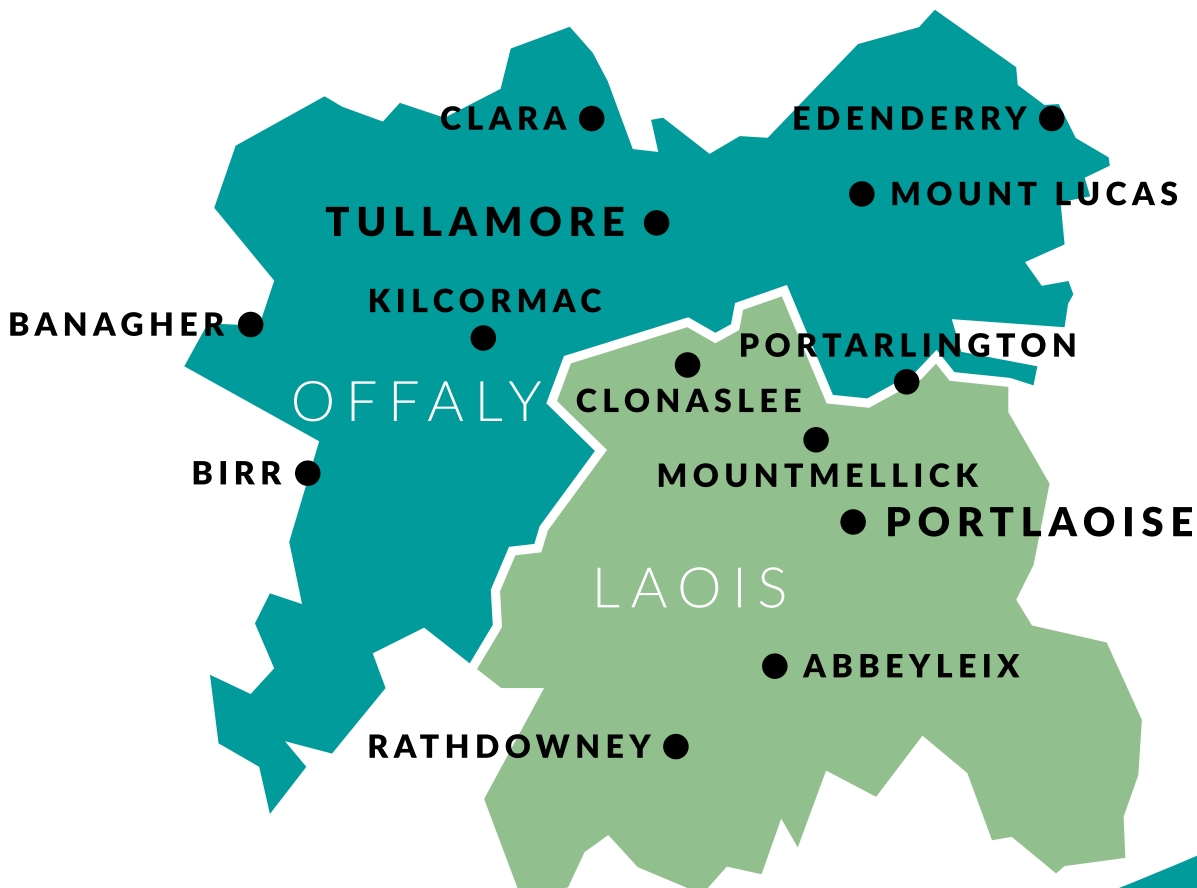 CLARA
EDENDERRY
MOUNT LUCAS
TULLAMORE
KILCORMAC
BANAGHER
PORTARLINGTON
OFFALY
CLONASLEE
MOUNTMELLICK
BIRR
PORTLAOISE
LAOIS
ABBEYLEIX
RATHDOWNEY